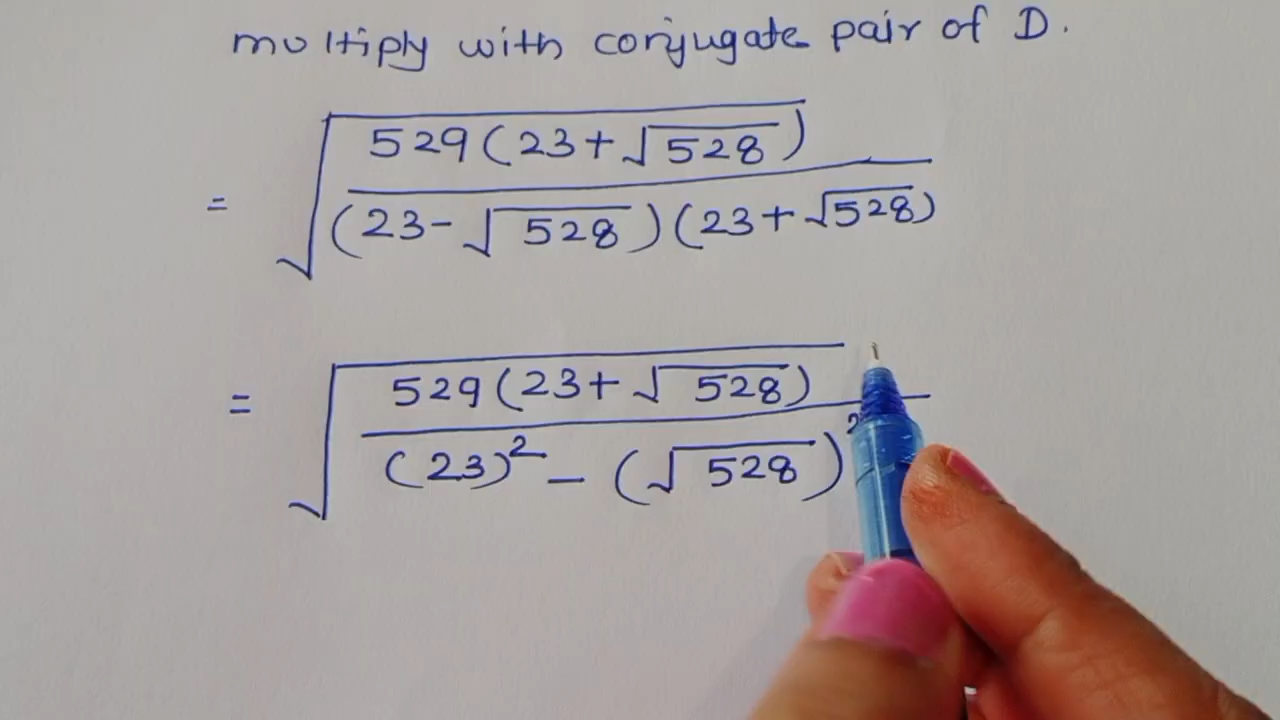 multiply with conjugate pair of D.
= √(529(23+√528) / (23-√528)(23+√528))
= √(529(23+√528) / (23)² - (√528)²)